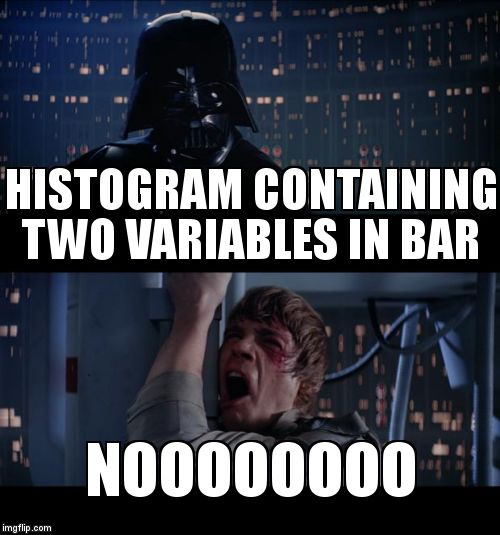 HISTOGRAM CONTAINING
TWO VARIABLES IN BAR
NOOOOOOOO
imgflip.com